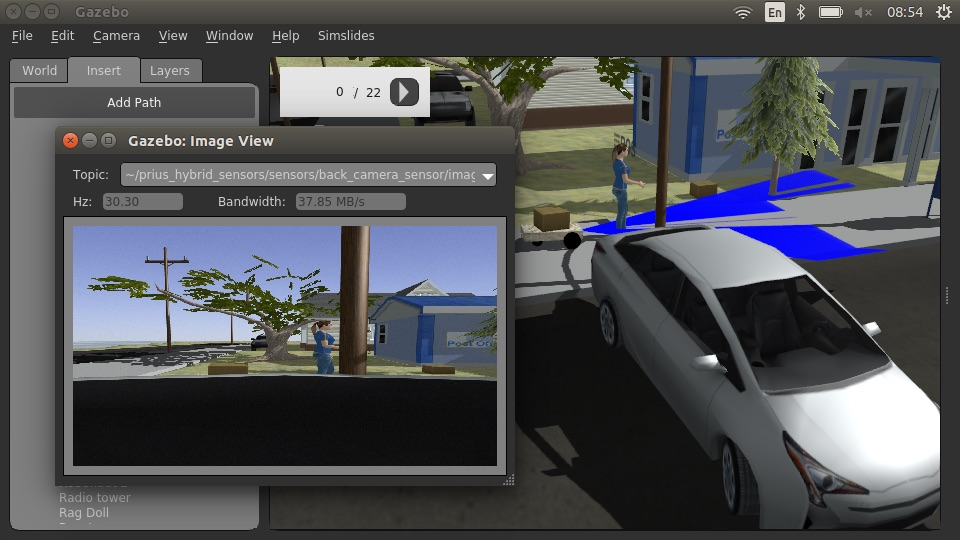 Gazebo
En
08:54
File Edit Camera View Window Help Simslides
World Insert Layers
Add Path
0 / 22
Gazebo: Image View
Topic: ~/prius_hybrid_sensors/sensors/back_camera_sensor/imag
Hz: 30.30 Bandwidth: 37.85 MB/s
Post Of
Radio tower
Rag Doll